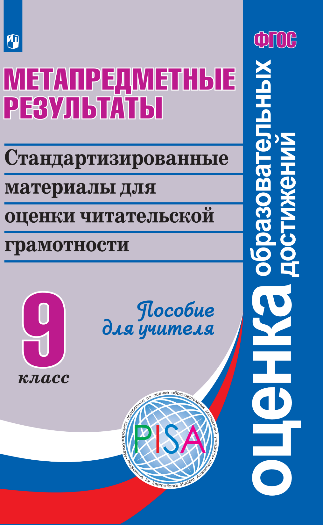 ФГОС
МЕТАПРЕДМЕТНЫЕ
РЕЗУЛЬТАТЫ
Стандартизированные
материалы для
оценки читательской
грамотности
9
класс
Пособие
для учителя
PISA
оценка
образовательных
достижений